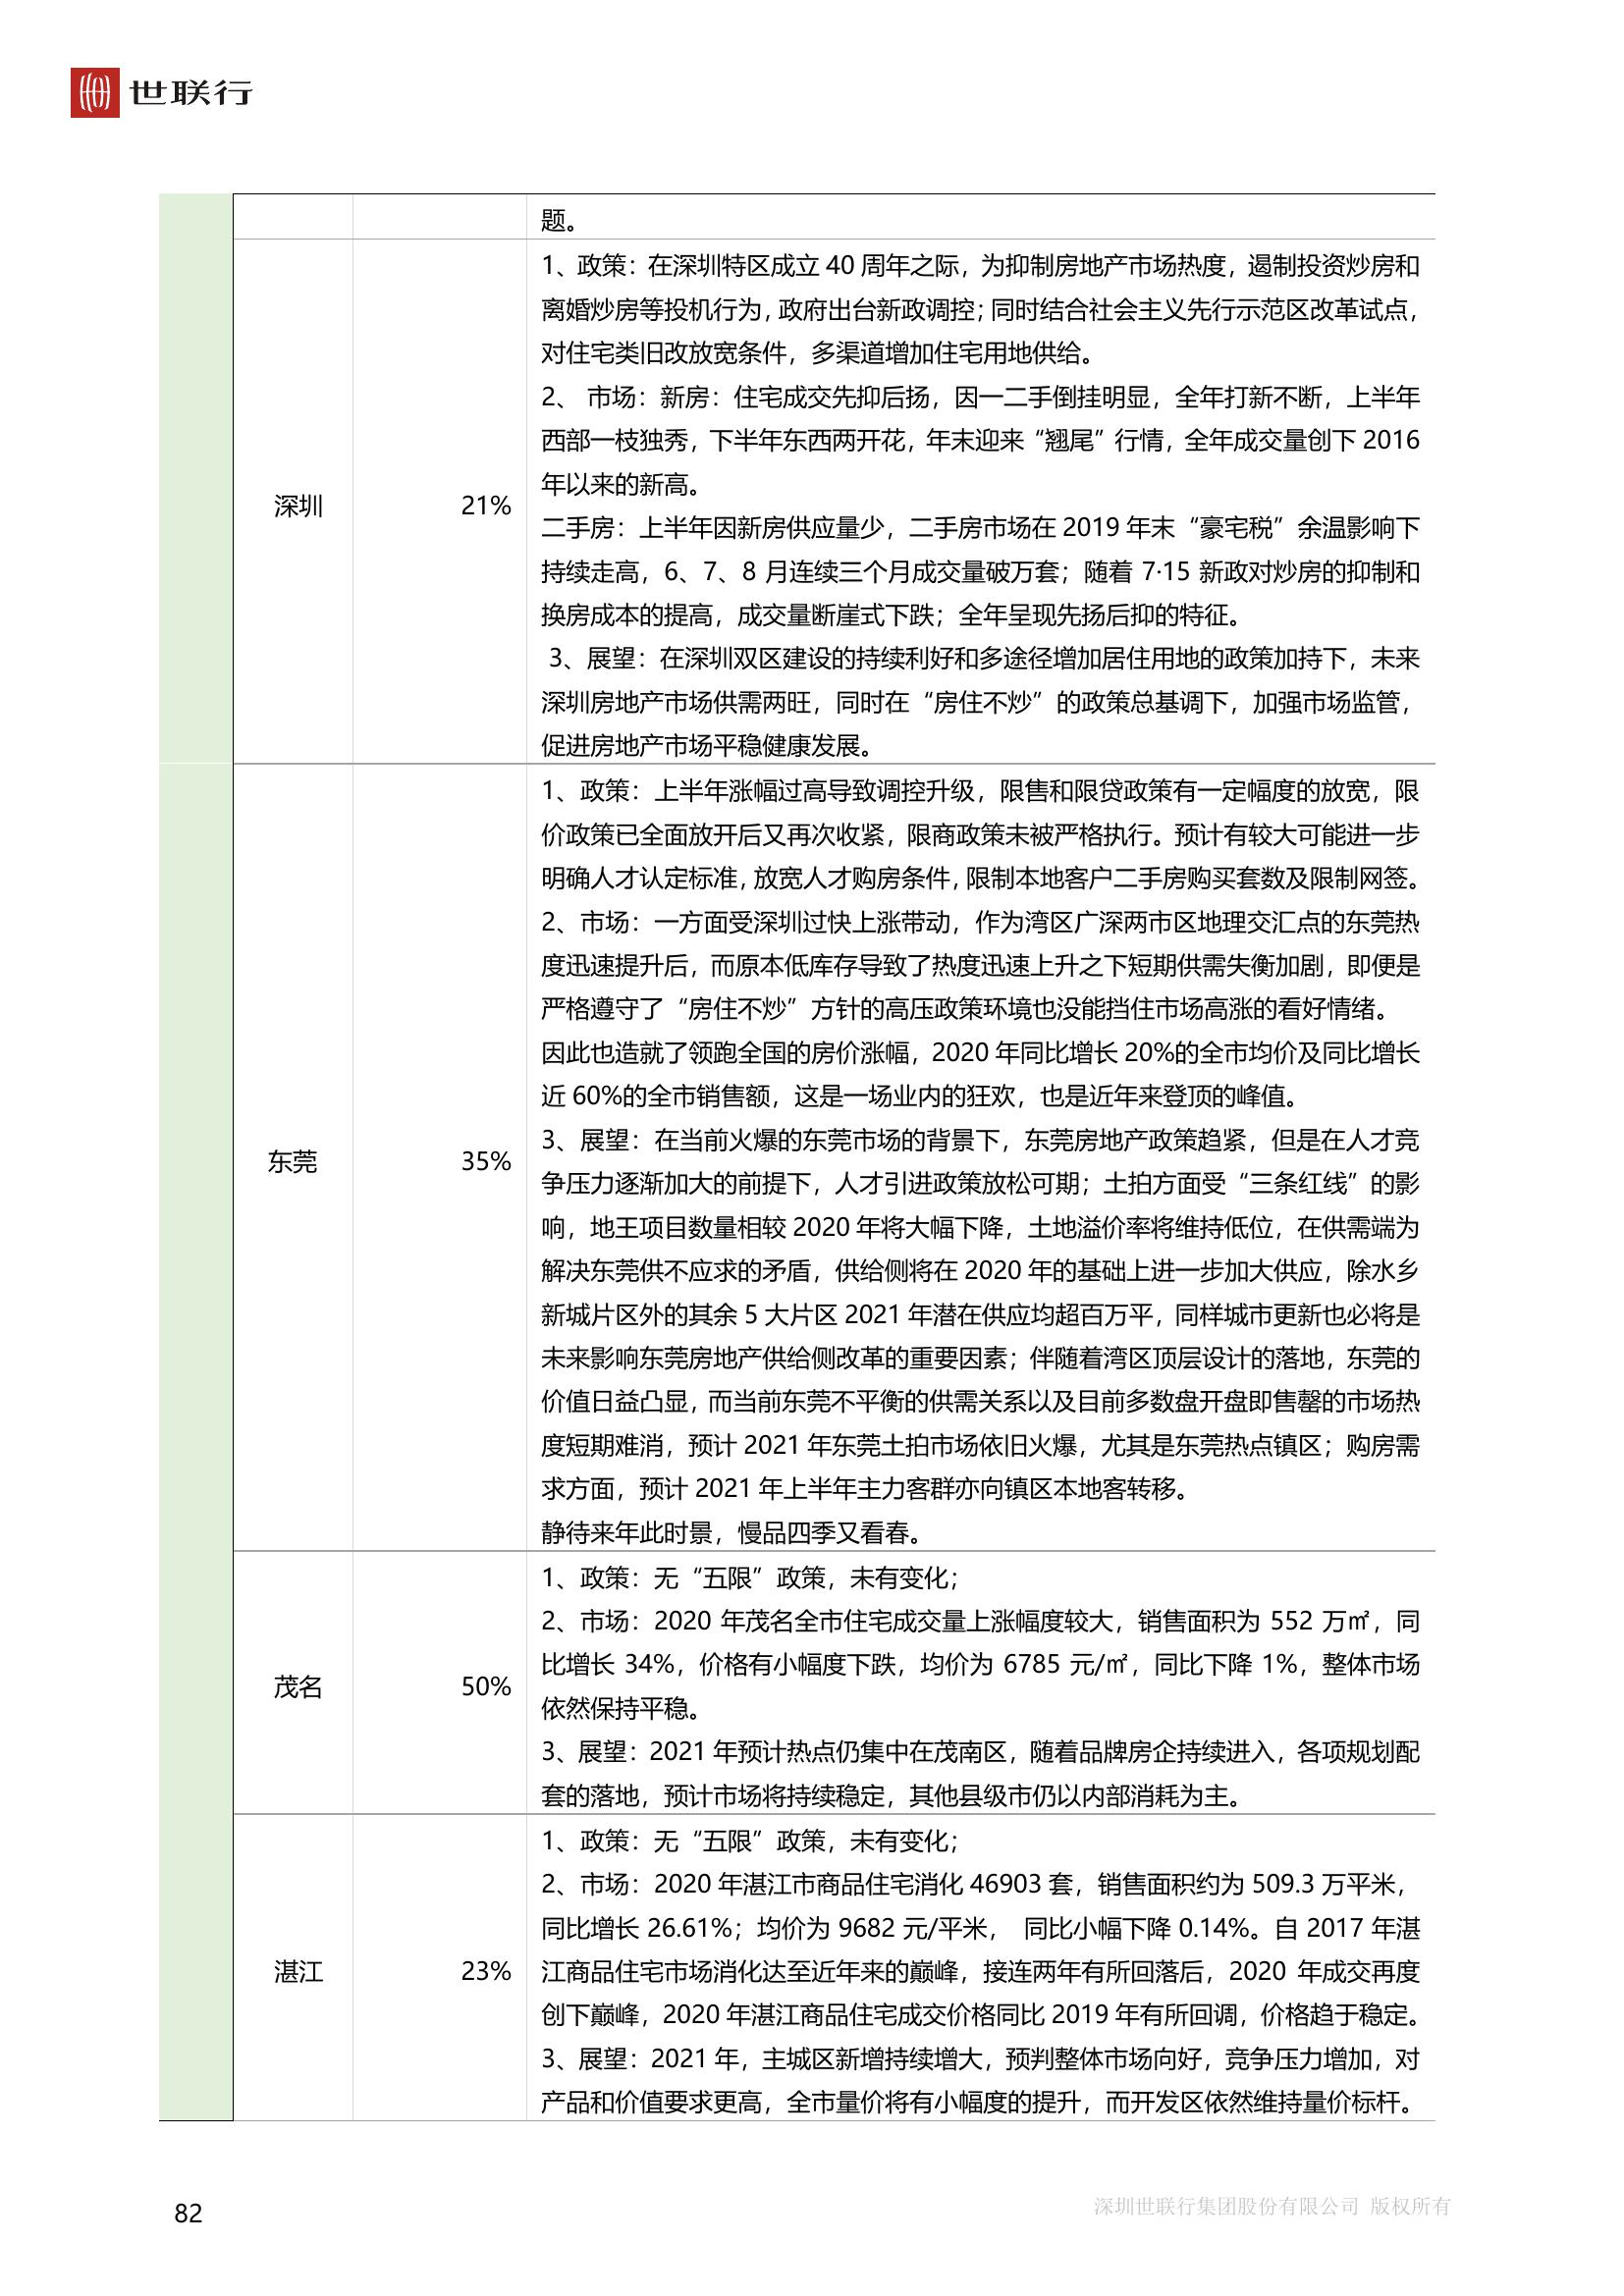 世联行
题。
1、政策：在深圳特区成立 40 周年之际，为抑制房地产市场热度，遏制投资炒房和
离婚炒房等投机行为，政府出台新政调控；同时结合社会主义先行示范区改革试点，
对住宅类旧改放宽条件，多渠道增加住宅用地供给。
2、 市场：新房：住宅成交先抑后扬，因一二手倒挂明显，全年打新不断，上半年
西部一枝独秀，下半年东西两开花，年末迎来“翘尾”行情，全年成交量创下 2016
年以来的新高。
深圳 21%
二手房：上半年因新房供应量少，二手房市场在 2019 年末“豪宅税”余温影响下
持续走高，6、7、8 月连续三个月成交量破万套；随着 7·15 新政对炒房的抑制和
换房成本的提高，成交量断崖式下跌；全年呈现先扬后抑的特征。
3、展望：在深圳双区建设的持续利好和多途径增加居住用地的政策加持下，未来
深圳房地产市场供需两旺，同时在“房住不炒”的政策总基调下，加强市场监管，
促进房地产市场平稳健康发展。
1、政策：上半年涨幅过高导致调控升级，限售和限贷政策有一定幅度的放宽，限
价政策已全面放开后又再次收紧，限商政策未被严格执行。预计有较大可能进一步
明确人才认定标准，放宽人才购房条件，限制本地客户二手房购买套数及限制网签。
2、市场：一方面受深圳过快上涨带动，作为湾区广深两市区地理交汇点的东莞热
度迅速提升后，而原本低库存导致了热度迅速上升之下短期供需失衡加剧，即便是
严格遵守了“房住不炒”方针的高压政策环境也没能挡住市场高涨的看好情绪。
因此也造就了领跑全国的房价涨幅，2020 年同比增长 20%的全市均价及同比增长
近 60%的全市销售额，这是一场业内的狂欢，也是近年来登顶的峰值。
东莞 35%
3、展望：在当前火爆的东莞市场的背景下，东莞房地产政策趋紧，但是在人才竞
争压力逐渐加大的前提下，人才引进政策放松可期；土拍方面受“三条红线”的影
响，地王项目数量相较 2020 年将大幅下降，土地溢价率将维持低位，在供需端为
解决东莞供不应求的矛盾，供给侧将在 2020 年的基础上进一步加大供应，除水乡
新城片区外的其余 5 大片区 2021 年潜在供应均超百万平，同样城市更新也必将是
未来影响东莞房地产供给侧改革的重要因素；伴随着湾区顶层设计的落地，东莞的
价值日益凸显，而当前东莞不平衡的供需关系以及目前多数盘开盘即售罄的市场热
度短期难消，预计 2021 年东莞土拍市场依旧火爆，尤其是东莞热点镇区；购房需
求方面，预计 2021 年上半年主力客群亦向镇区本地客转移。
静待来年此时景，慢品四季又看春。
1、政策：无“五限”政策，未有变化；
2、市场：2020 年茂名全市住宅成交量上涨幅度较大，销售面积为 552 万㎡，同
比增长 34%，价格有小幅度下跌，均价为 6785 元/㎡，同比下降 1%，整体市场
依然保持平稳。
茂名 50%
3、展望：2021 年预计热点仍集中在茂南区，随着品牌房企持续进入，各项规划配
套的落地，预计市场将持续稳定，其他县级市仍以内部消耗为主。
1、政策：无“五限”政策，未有变化；
2、市场：2020 年湛江市商品住宅消化 46903 套，销售面积约为 509.3 万平米，
同比增长 26.61%；均价为 9682 元/平米， 同比小幅下降 0.14%。自 2017 年湛
湛江 23%
江商品住宅市场消化达至近年来的巅峰，接连两年有所回落后，2020 年成交再度
创下巅峰，2020 年湛江商品住宅成交价格同比 2019 年有所回调，价格趋于稳定。
3、展望：2021 年，主城区新增持续增大，预判整体市场向好，竞争压力增加，对
产品和价值要求更高，全市量价将有小幅度的提升，而开发区依然维持量价标杆。
82
深圳世联行集团股份有限公司 版权所有